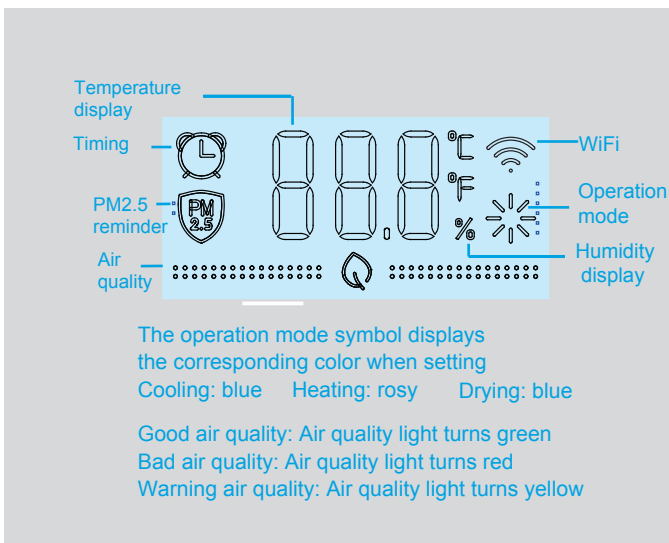 Temperature
display
Timing
°C
WiFi
°F
PM2.5
reminder
PM
2.5
Operation
mode
%
Humidity
display
Air
quality
888
The operation mode symbol displays
the corresponding color when setting
Cooling: blue Heating: rosy Drying: blue
Good air quality: Air quality light turns green
Bad air quality: Air quality light turns red
Warning air quality: Air quality light turns yellow